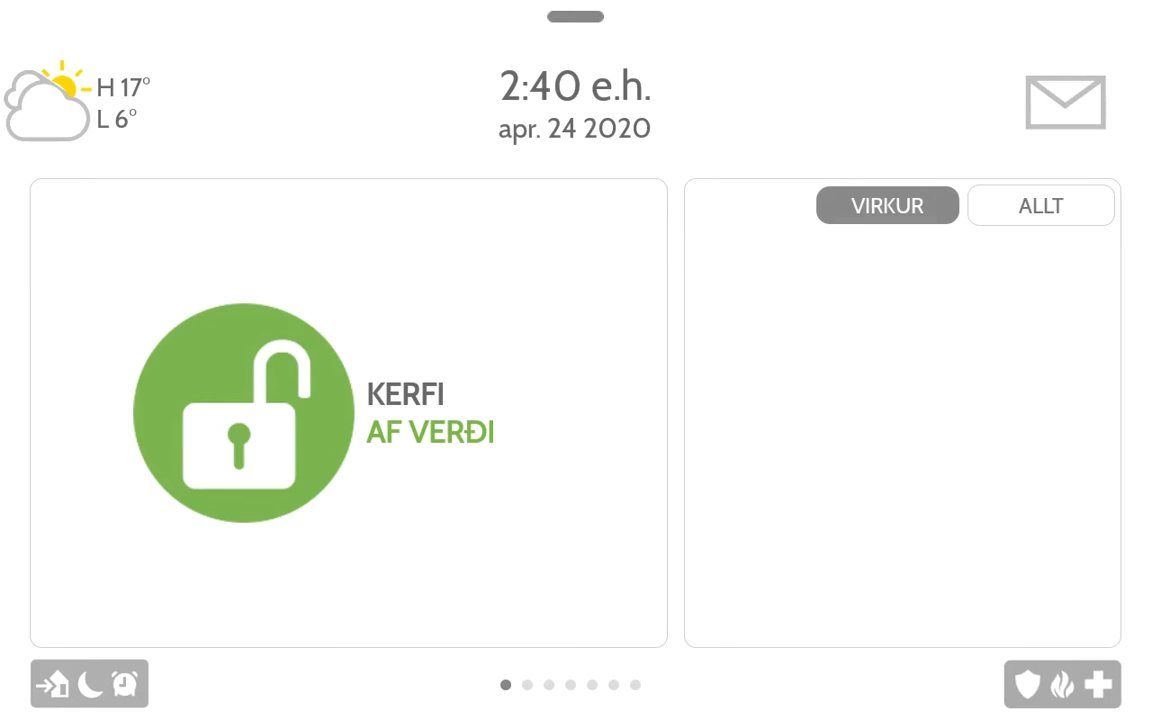 H 17°
L 6°
2:40 e.h.
apr. 24 2020
VIRKUR
ALLT
KERFI
AF VERÐI